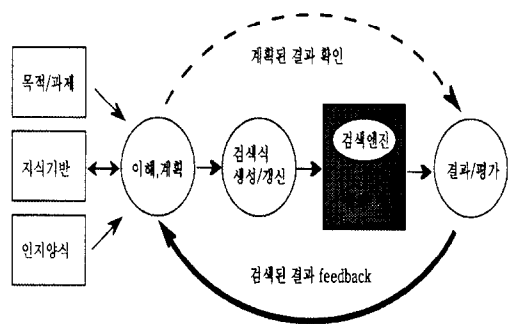 계획된 결과 확인
목적/과제
지식기반
인지양식
이해,계획
검색식
생성/갱신
검색엔진
결과/평가
검색된 결과 feedback